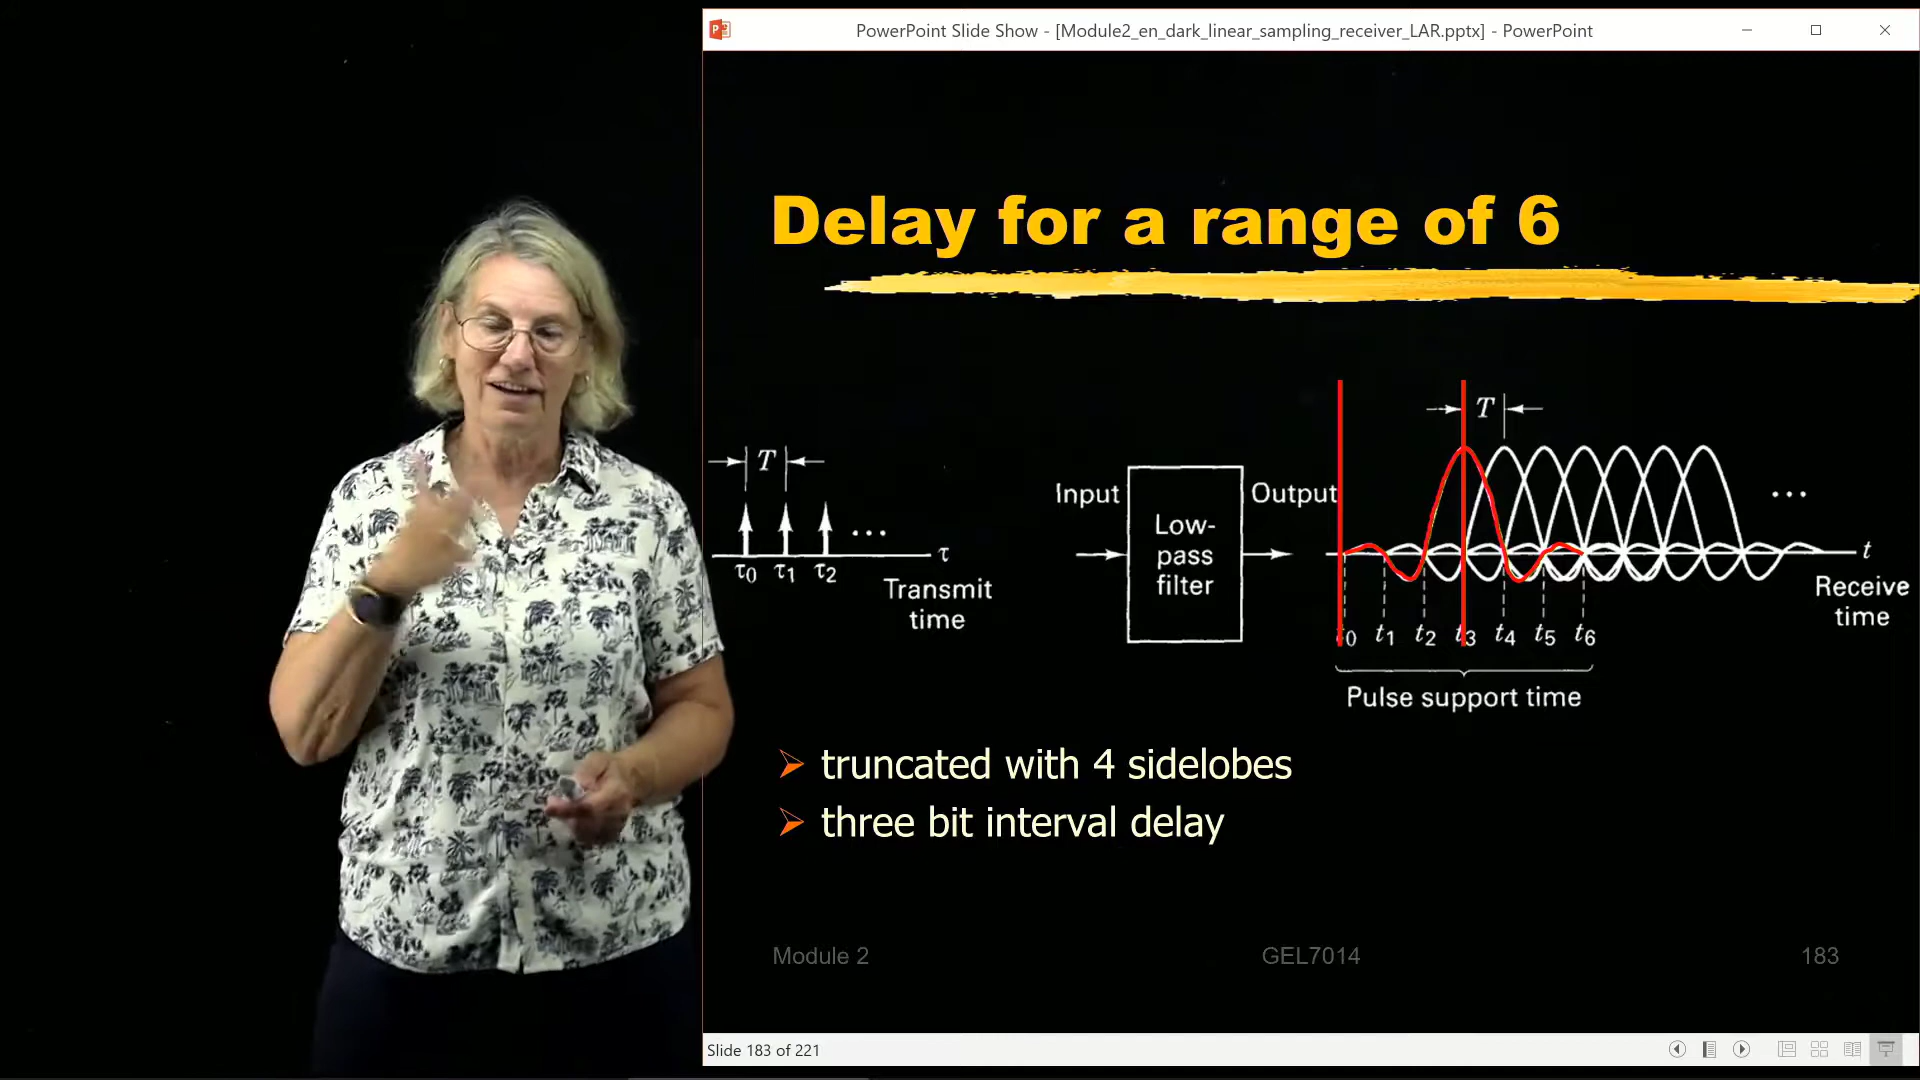 PowerPoint Slide Show - [Module2_en_dark_linear_sampling_receiver_LAR.pptx] - PowerPoint
Delay for a range of 6
T
τ0 τ1 τ2 ... τ
Transmit time
Input
Low-
pass
filter
Output
T
...
t
Receive time
t0 t1 t2 t3 t4 t5 t6
Pulse support time
truncated with 4 sidelobes
three bit interval delay
Module 2 GEL7014 183
Slide 183 of 221